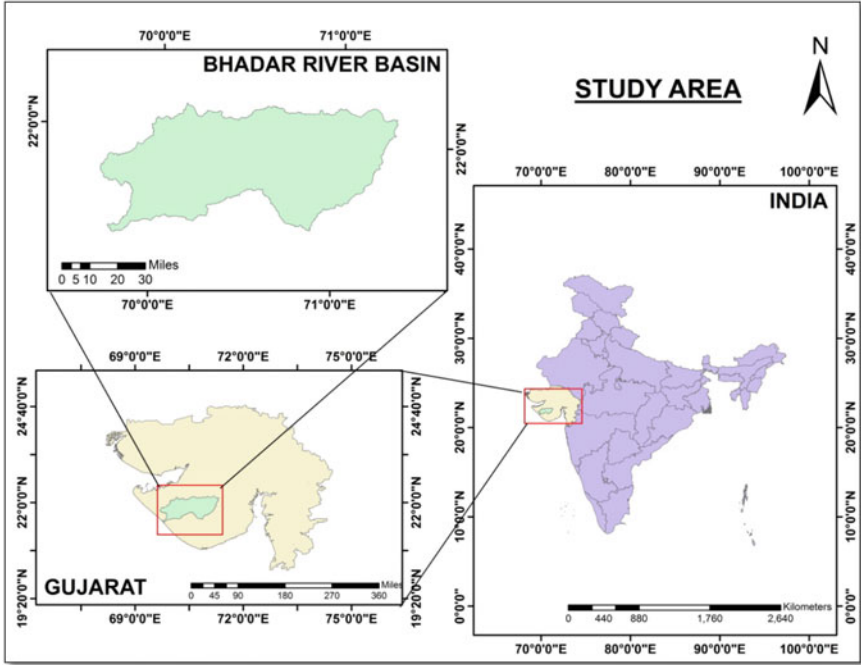 70°0'0"E 71°0'0"E
BHADAR RIVER BASIN
22°0'0"N
22°0'0"N
Miles
0 5 10 20 30
70°0'0"E 71°0'0"E
STUDY AREA
N
70°0'0"E 80°0'0"E 90°0'0"E 100°0'0"E
INDIA
40°0'0"N
40°0'0"N
30°0'0"N
30°0'0"N
20°0'0"N
20°0'0"N
10°0'0"N
10°0'0"N
0°0'0"
0°0'0"
Kilometers
0 440 880 1,760 2,640
70°0'0"E 80°0'0"E 90°0'0"E 100°0'0"E
69°0'0"E 72°0'0"E 75°0'0"E
24°40'0"N
24°40'0"N
22°0'0"N
22°0'0"N
19°20'0"N
19°20'0"N
GUJARAT
Miles
0 45 90 180 270 360
69°0'0"E 72°0'0"E 75°0'0"E